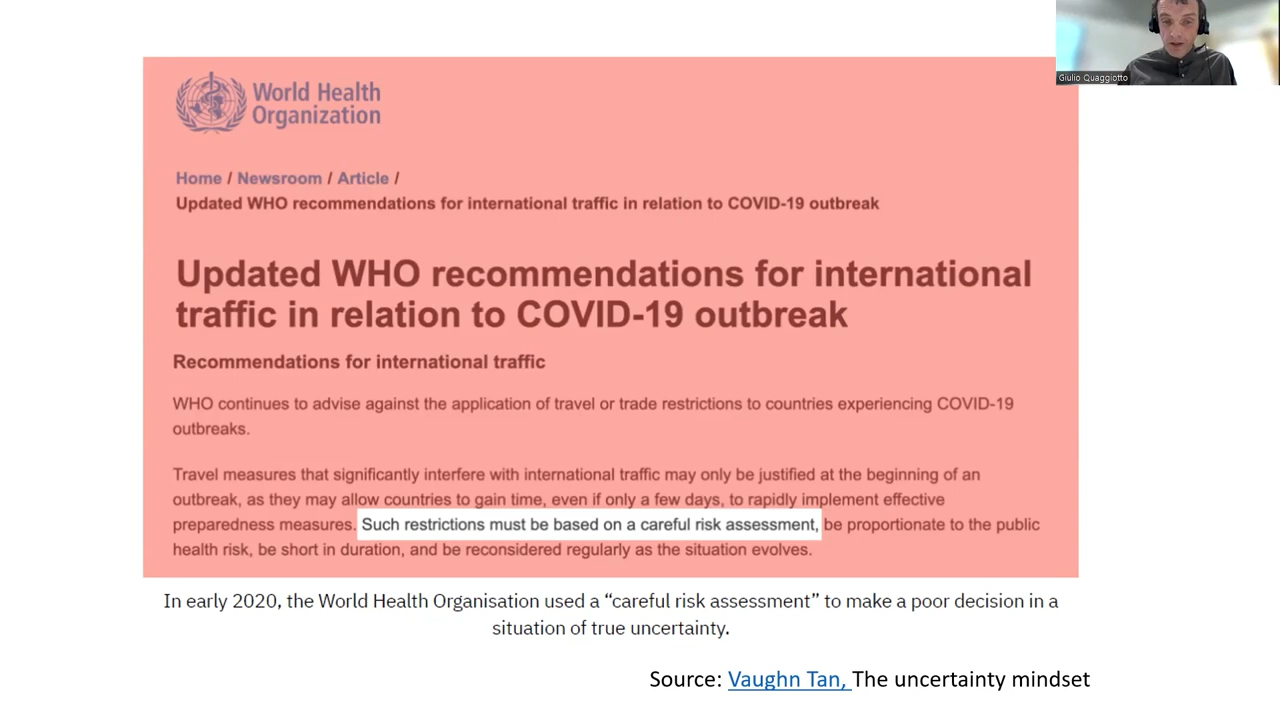 Giulio Quaggiotto
World Health
Organization
Home / Newsroom / Article /
Updated WHO recommendations for international traffic in relation to COVID-19 outbreak
Updated WHO recommendations for international
traffic in relation to COVID-19 outbreak
Recommendations for international traffic
WHO continues to advise against the application of travel or trade restrictions to countries experiencing COVID-19
outbreaks.
Travel measures that significantly interfere with international traffic may only be justified at the beginning of an
outbreak, as they may allow countries to gain time, even if only a few days, to rapidly implement effective
preparedness measures. Such restrictions must be based on a careful risk assessment, be proportionate to the public
health risk, be short in duration, and be reconsidered regularly as the situation evolves.
In early 2020, the World Health Organisation used a “careful risk assessment” to make a poor decision in a
situation of true uncertainty.
Source: Vaughn Tan, The uncertainty mindset